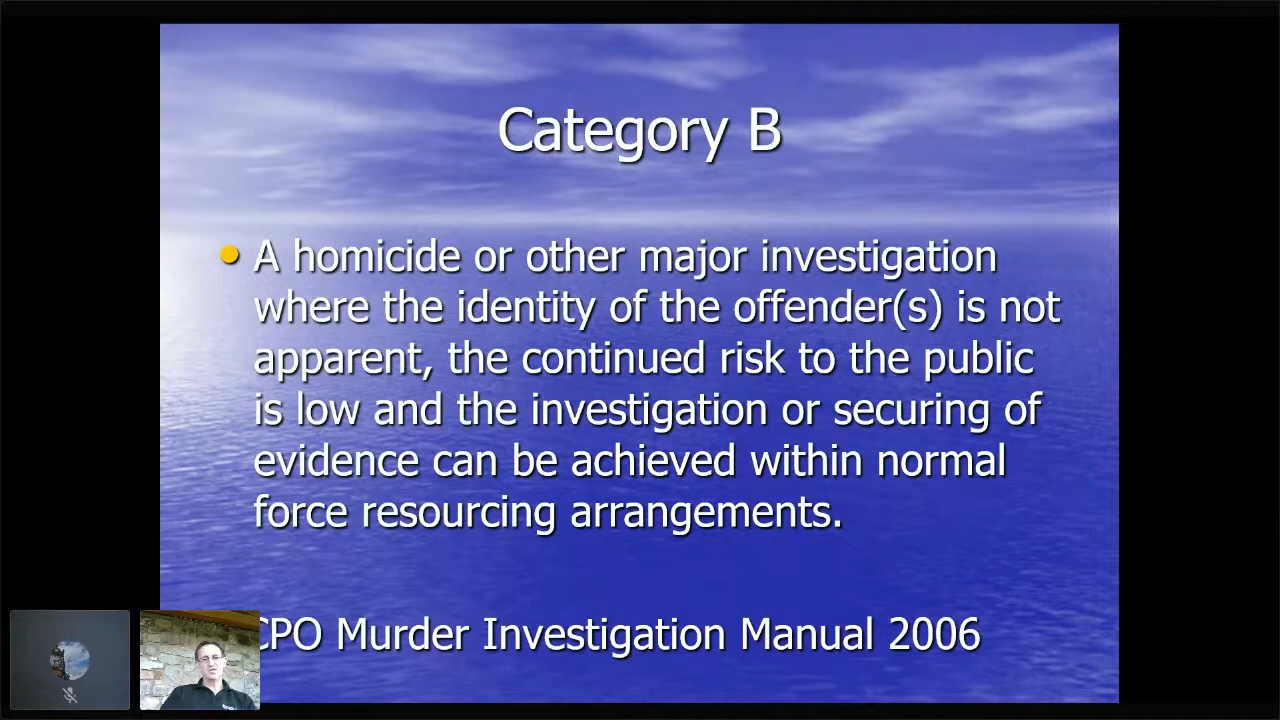 Category B
A homicide or other major investigation
where the identity of the offender(s) is not
apparent, the continued risk to the public
is low and the investigation or securing of
evidence can be achieved within normal
force resourcing arrangements.
CPO Murder Investigation Manual 2006